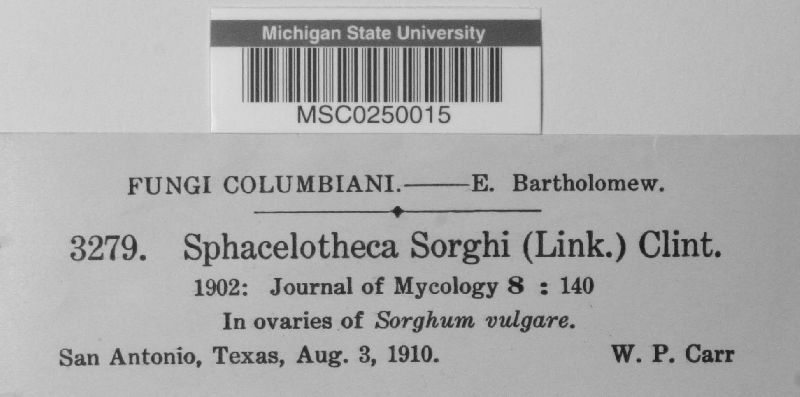 Michigan State University
MSC0250015
FUNGI COLUMBIANI.——E. Bartholomew.
3279. Sphacelotheca Sorghi (Link.) Clint.
1902: Journal of Mycology 8 : 140
In ovaries of Sorghum vulgare.
San Antonio, Texas, Aug. 3, 1910. W. P. Carr